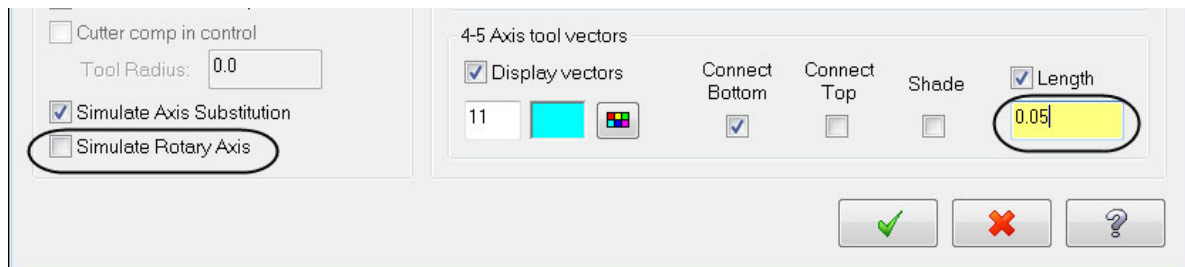 Cutter comp in control
Tool Radius: 0.0
Simulate Axis Substitution
Simulate Rotary Axis
4-5 Axis tool vectors
Display vectors
Connect Bottom
Connect Top
Shade
Length
11
0.05